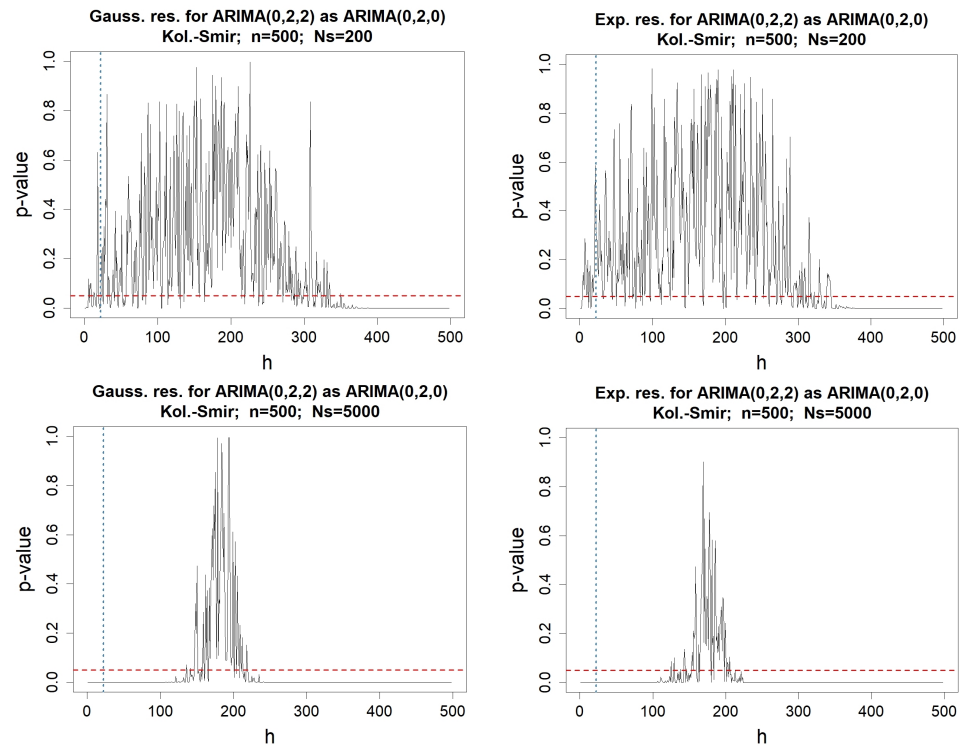 Gauss. res. for ARIMA(0,2,2) as ARIMA(0,2,0)
Kol.-Smir; n=500; Ns=200
p-value
1.0
0.8
0.6
0.4
0.2
0.0
0 100 200 300 400 500
h
Exp. res. for ARIMA(0,2,2) as ARIMA(0,2,0)
Kol.-Smir; n=500; Ns=200
p-value
1.0
0.8
0.6
0.4
0.2
0.0
0 100 200 300 400 500
h
Gauss. res. for ARIMA(0,2,2) as ARIMA(0,2,0)
Kol.-Smir; n=500; Ns=5000
p-value
1.0
0.8
0.6
0.4
0.2
0.0
0 100 200 300 400 500
h
Exp. res. for ARIMA(0,2,2) as ARIMA(0,2,0)
Kol.-Smir; n=500; Ns=5000
p-value
1.0
0.8
0.6
0.4
0.2
0.0
0 100 200 300 400 500
h